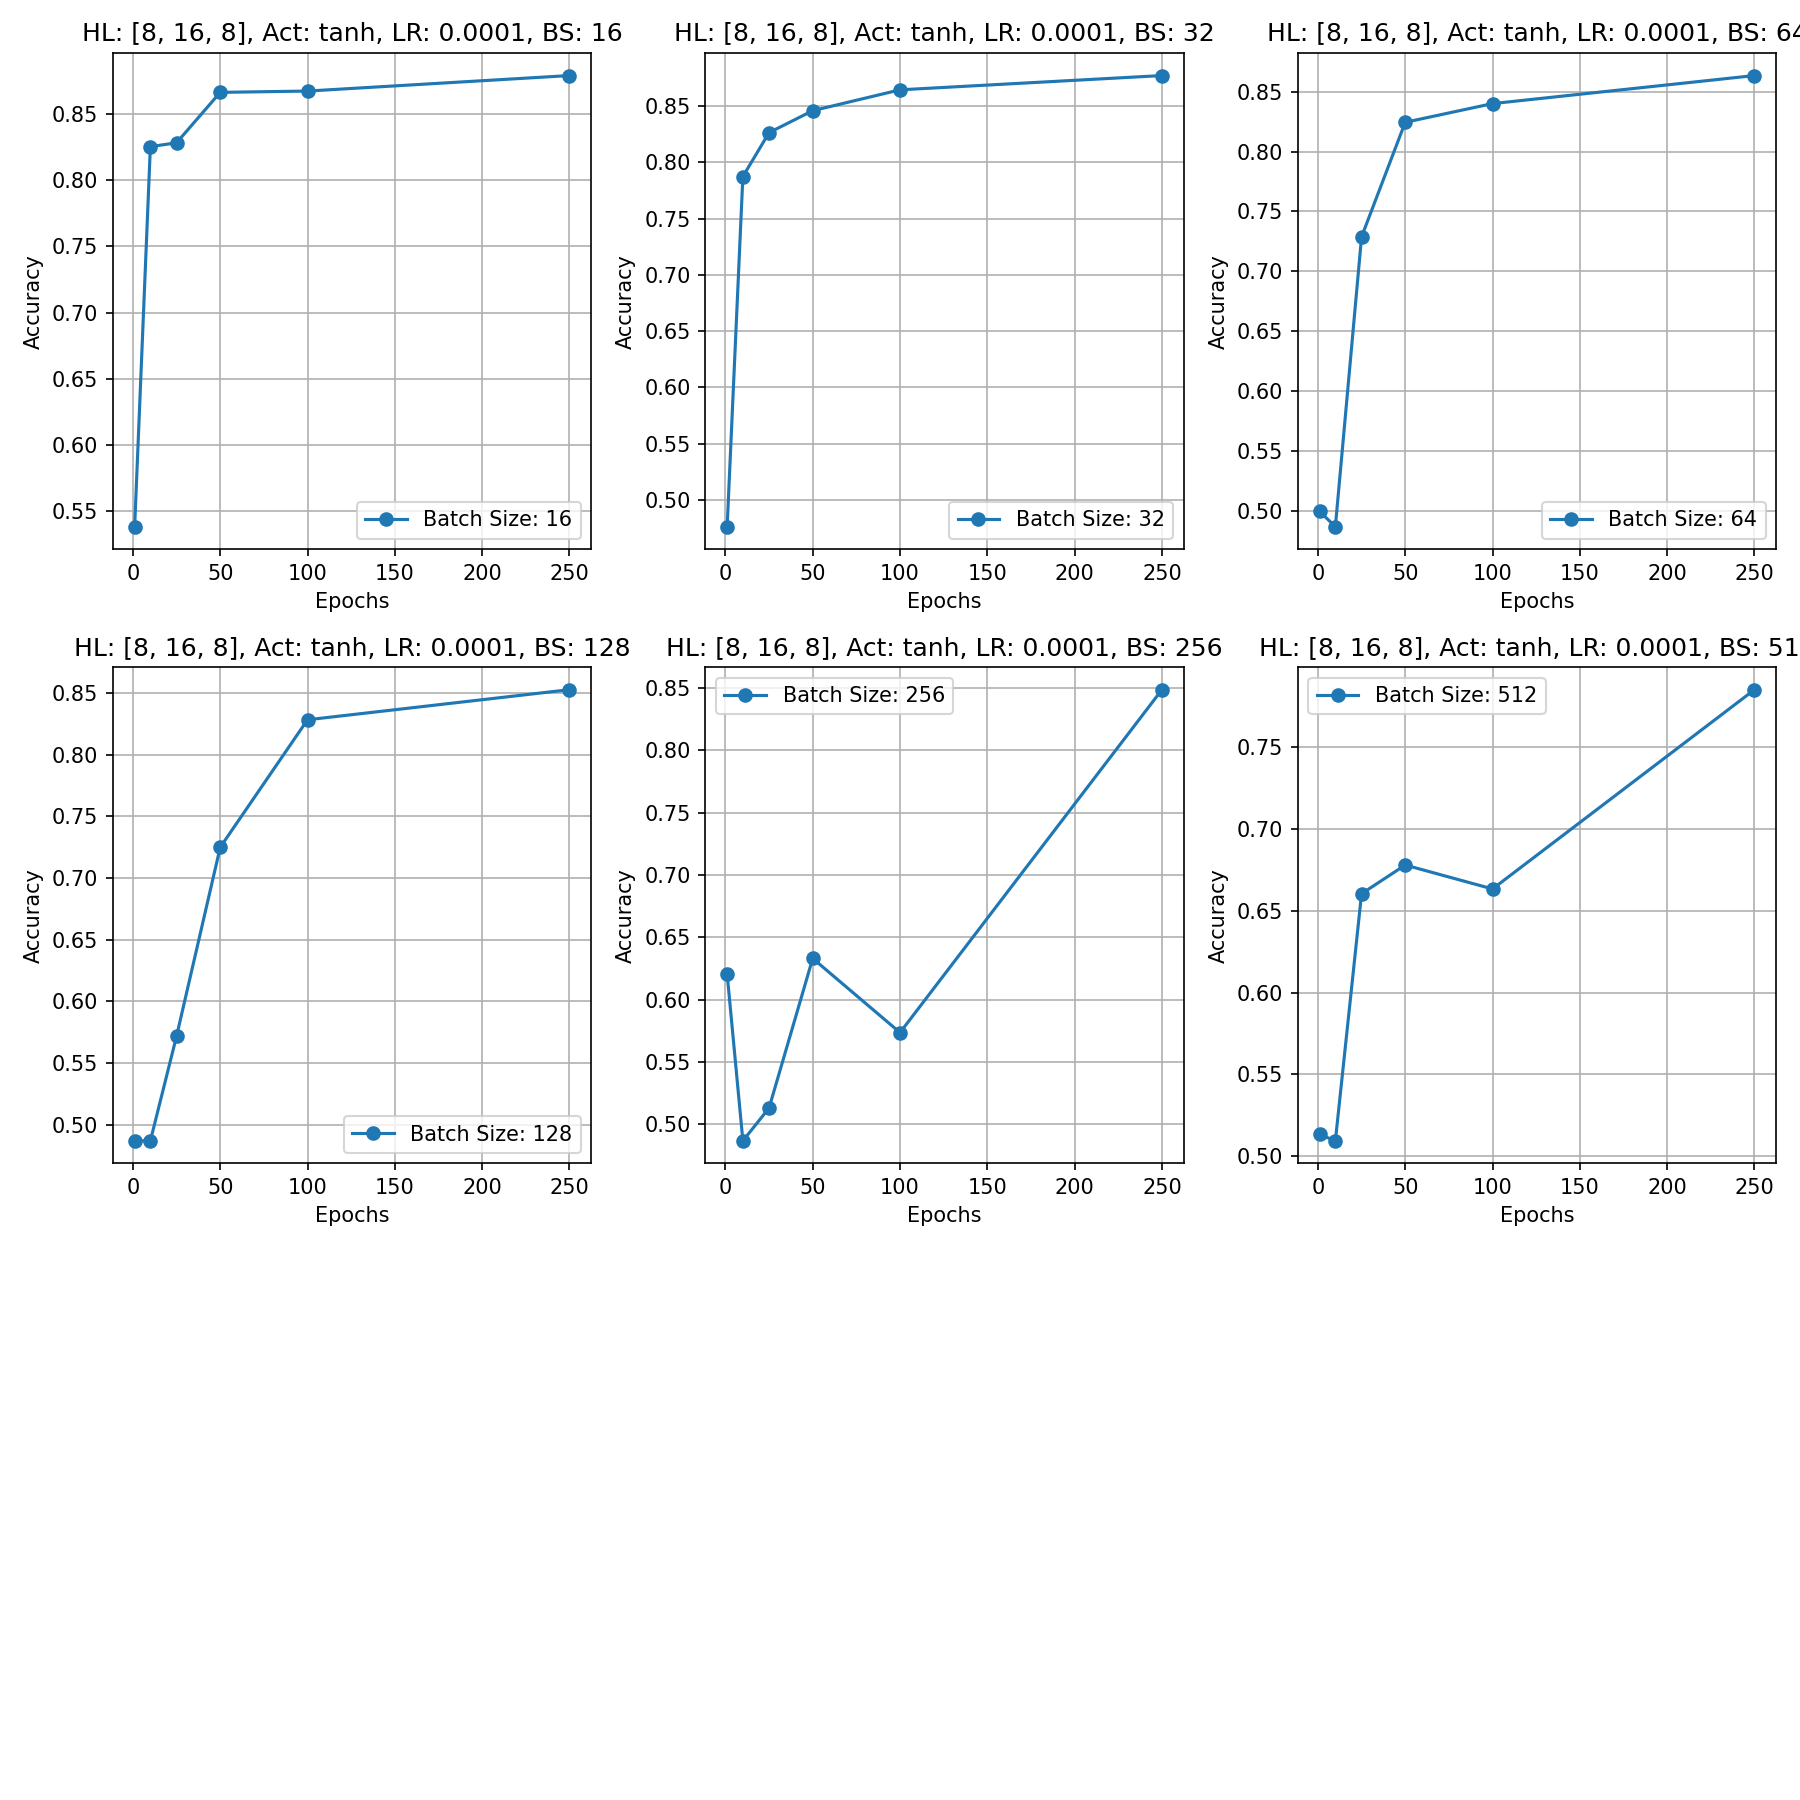 HL: [8, 16, 8], Act: tanh, LR: 0.0001, BS: 16
0.85
0.80
0.75
0.70
0.65
0.60
0.55
Accuracy
Batch Size: 16
0 50 100 150 200 250
Epochs
HL: [8, 16, 8], Act: tanh, LR: 0.0001, BS: 32
0.85
0.80
0.75
0.70
0.65
0.60
0.55
0.50
Accuracy
Batch Size: 32
0 50 100 150 200 250
Epochs
HL: [8, 16, 8], Act: tanh, LR: 0.0001, BS: 64
0.85
0.80
0.75
0.70
0.65
0.60
0.55
0.50
Accuracy
Batch Size: 64
0 50 100 150 200 250
Epochs
HL: [8, 16, 8], Act: tanh, LR: 0.0001, BS: 128
0.85
0.80
0.75
0.70
0.65
0.60
0.55
0.50
Accuracy
Batch Size: 128
0 50 100 150 200 250
Epochs
HL: [8, 16, 8], Act: tanh, LR: 0.0001, BS: 256
Batch Size: 256
0.85
0.80
0.75
0.70
0.65
0.60
0.55
0.50
Accuracy
0 50 100 150 200 250
Epochs
HL: [8, 16, 8], Act: tanh, LR: 0.0001, BS: 51
Batch Size: 512
0.75
0.70
0.65
0.60
0.55
0.50
Accuracy
0 50 100 150 200 250
Epochs